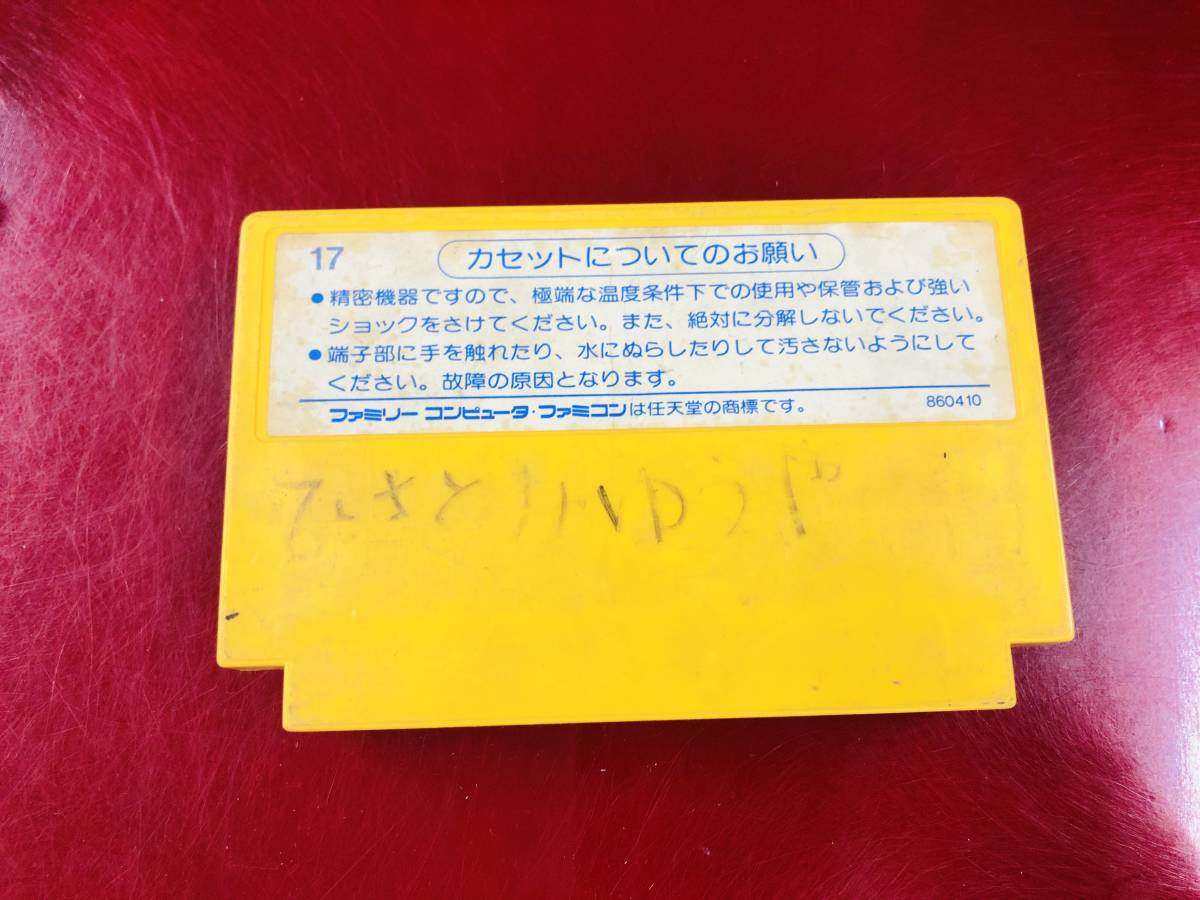 17
カセットについてのお願い
●精密機器ですので、極端な温度条件下での使用や保管および強い
ショックをさけてください。また、絶対に分解しないでください。
●端子部に手を触れたり、水にぬらしたりして汚さないようにして
ください。故障の原因となります。
ファミリー コンピュータ・ファミコンは任天堂の商標です。
860410
ゆうじ